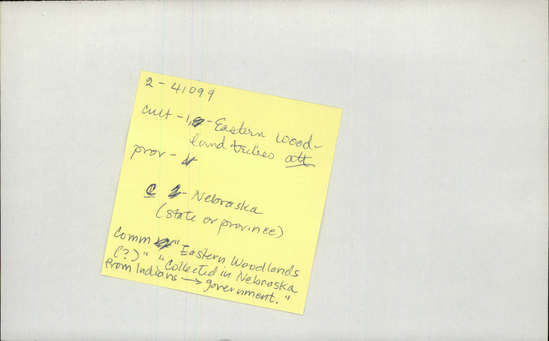 2 - 41099
cult - 1, - Eastern Wood-
land tribes att
prov -
c - Nebraska
(state or province)
Comm "Eastern Woodlands
(?)" "Collected in Nebraska
from Indians → government."